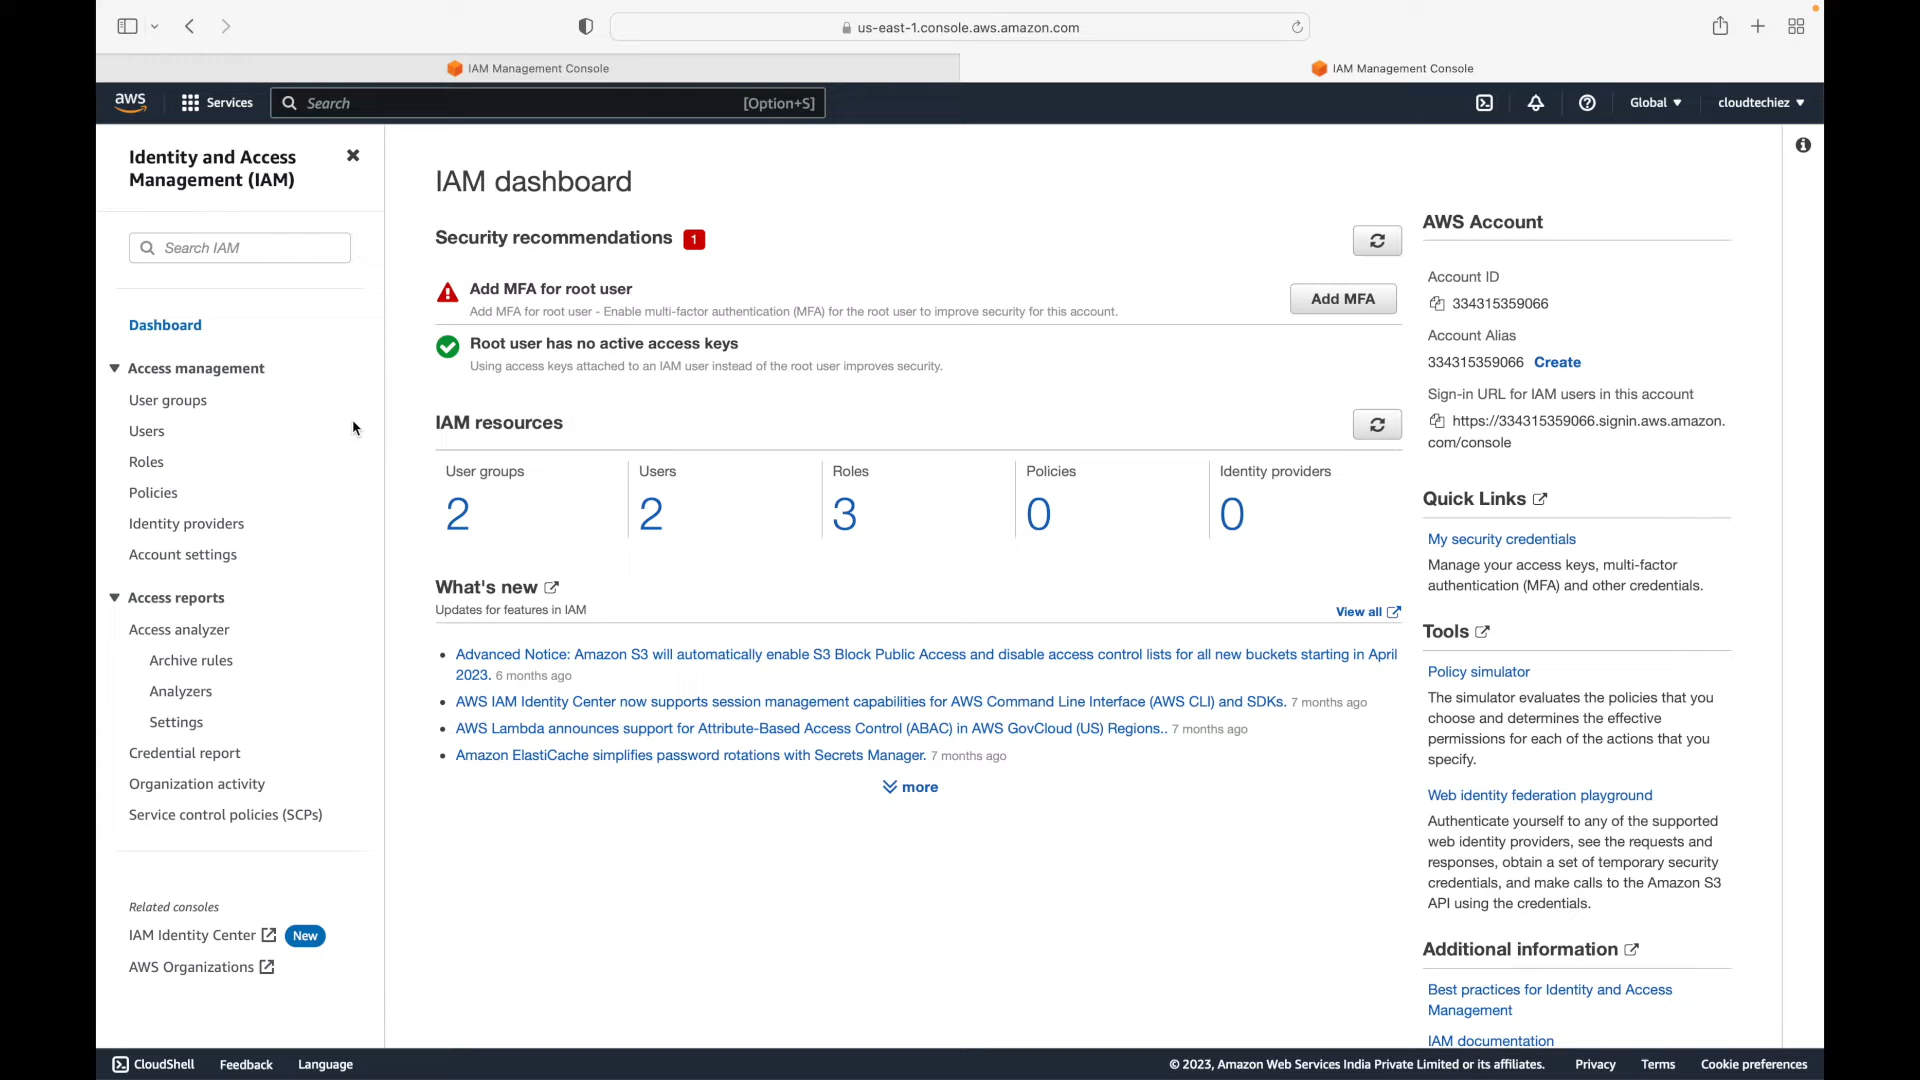 us-east-1.console.aws.amazon.com
IAM Management Console
IAM Management Console
aws
Services
Search
[Option+S]
Global
cloudtechiez
Identity and Access
Management (IAM)
Search IAM
Dashboard
Access management
User groups
Users
Roles
Policies
Identity providers
Account settings
Access reports
Access analyzer
Archive rules
Analyzers
Settings
Credential report
Organization activity
Service control policies (SCPs)
Related consoles
IAM Identity Center
New
AWS Organizations
IAM dashboard
Security recommendations 1
Add MFA for root user
Add MFA for root user - Enable multi-factor authentication (MFA) for the root user to improve security for this account.
Add MFA
Root user has no active access keys
Using access keys attached to an IAM user instead of the root user improves security.
IAM resources
User groups
2
Users
2
Roles
3
Policies
0
Identity providers
0
What's new
Updates for features in IAM
View all
Advanced Notice: Amazon S3 will automatically enable S3 Block Public Access and disable access control lists for all new buckets starting in April
2023. 6 months ago
AWS IAM Identity Center now supports session management capabilities for AWS Command Line Interface (AWS CLI) and SDKs. 7 months ago
AWS Lambda announces support for Attribute-Based Access Control (ABAC) in AWS GovCloud (US) Regions.. 7 months ago
Amazon ElastiCache simplifies password rotations with Secrets Manager. 7 months ago
more
AWS Account
Account ID
334315359066
Account Alias
334315359066 Create
Sign-in URL for IAM users in this account
https://334315359066.signin.aws.amazon.
com/console
Quick Links
My security credentials
Manage your access keys, multi-factor
authentication (MFA) and other credentials.
Tools
Policy simulator
The simulator evaluates the policies that you
choose and determines the effective
permissions for each of the actions that you
specify.
Web identity federation playground
Authenticate yourself to any of the supported
web identity providers, see the requests and
responses, obtain a set of temporary security
credentials, and make calls to the Amazon S3
API using the credentials.
Additional information
Best practices for Identity and Access
Management
IAM documentation
CloudShell
Feedback
Language
© 2023, Amazon Web Services India Private Limited or its affiliates.
Privacy
Terms
Cookie preferences